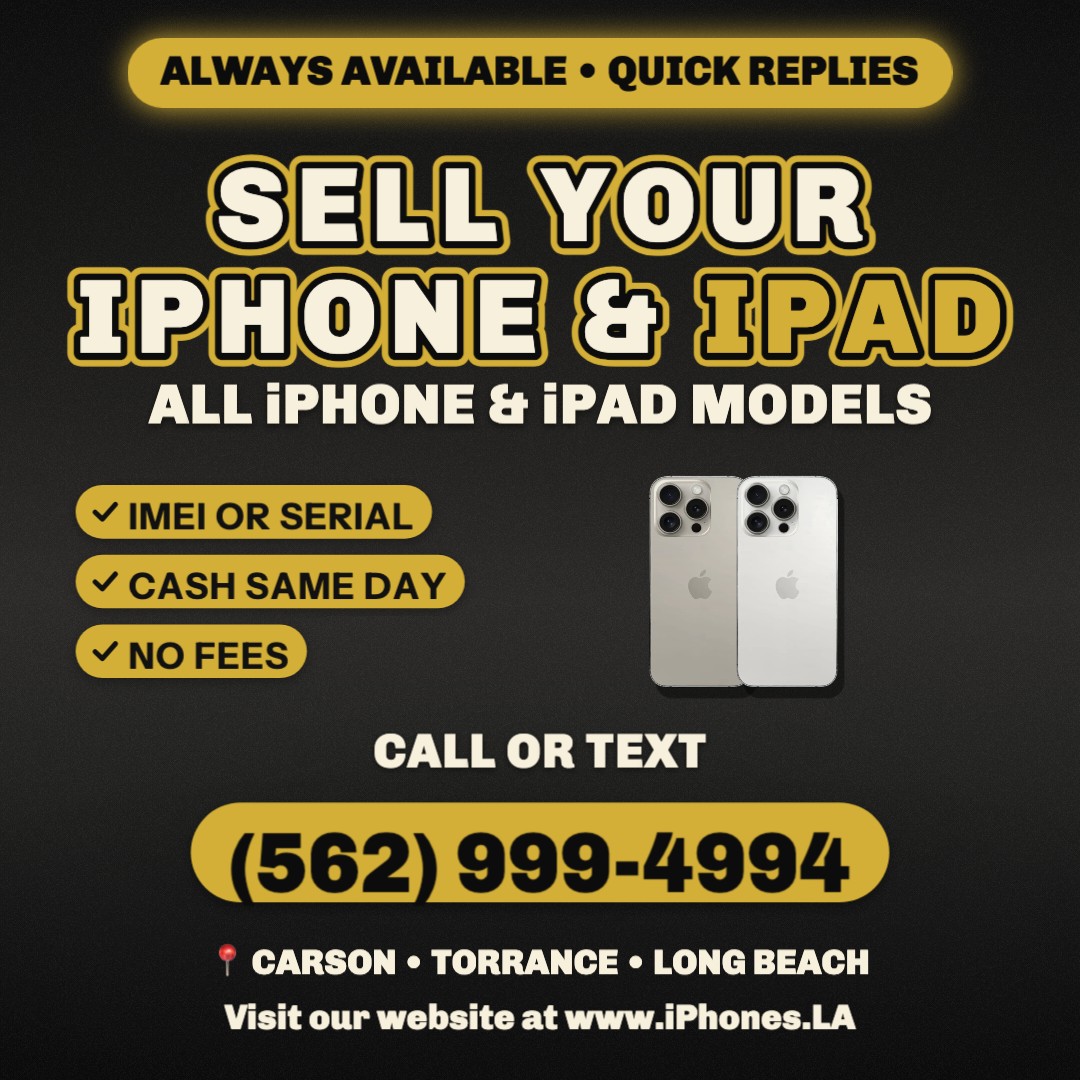 ALWAYS AVAILABLE • QUICK REPLIES
SELL YOUR
IPHONE & IPAD
ALL iPHONE & iPAD MODELS
✓ IMEI OR SERIAL
✓ CASH SAME DAY
✓ NO FEES
CALL OR TEXT
(562) 999-4994
📍 CARSON • TORRANCE • LONG BEACH
Visit our website at www.iPhones.LA